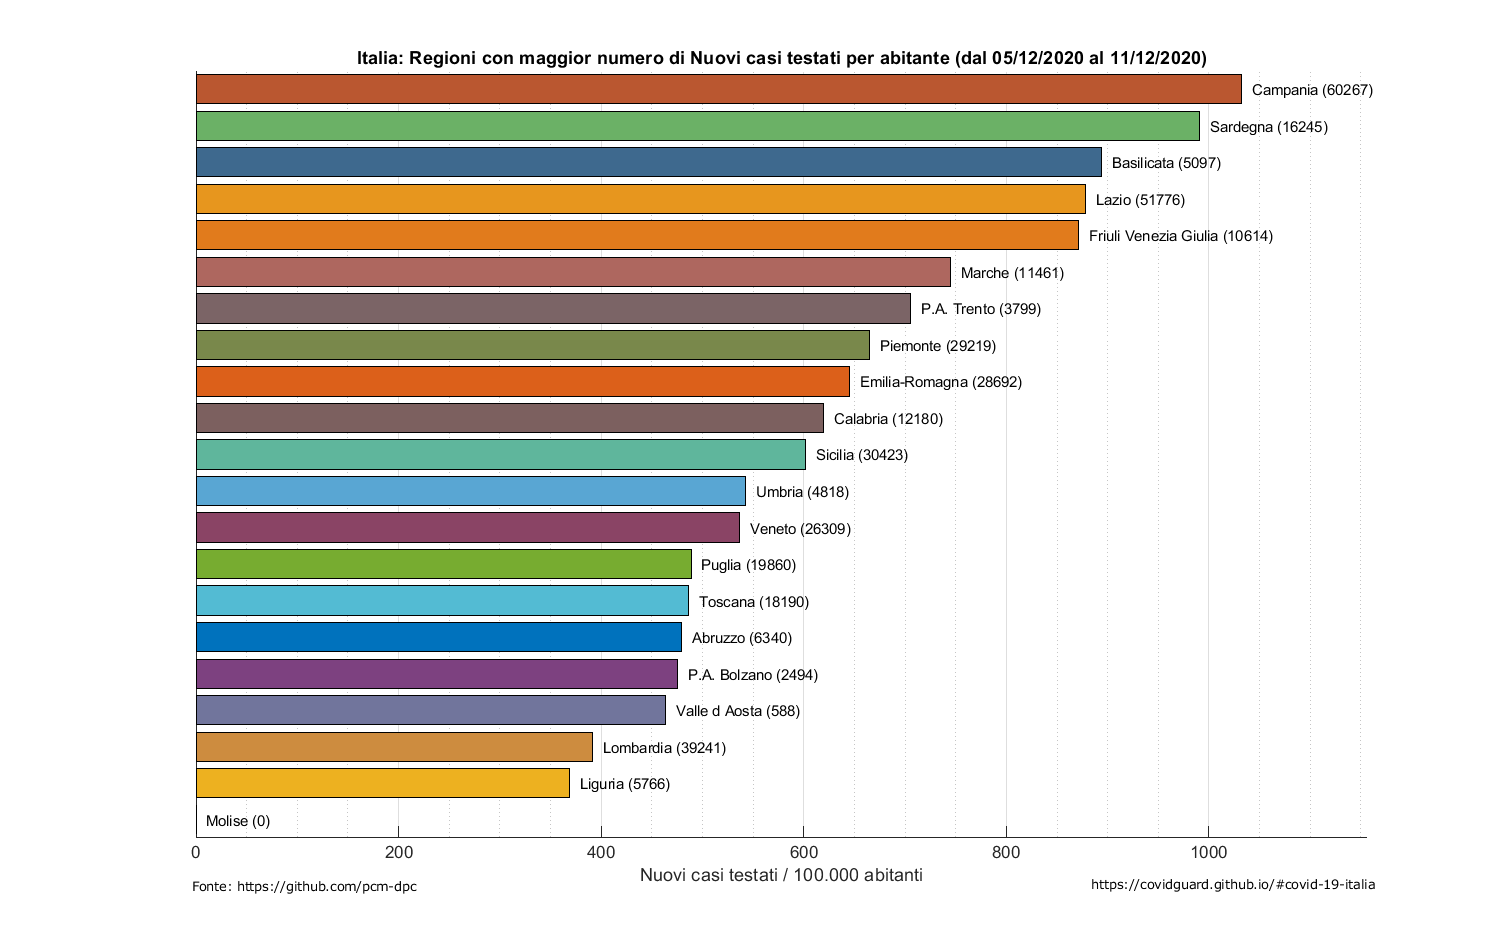 Italia: Regioni con maggior numero di Nuovi casi testati per abitante (dal 05/12/2020 al 11/12/2020)
Campania (60267)
Sardegna (16245)
Basilicata (5097)
Lazio (51776)
Friuli Venezia Giulia (10614)
Marche (11461)
P.A. Trento (3799)
Piemonte (29219)
Emilia-Romagna (28692)
Calabria (12180)
Sicilia (30423)
Umbria (4818)
Veneto (26309)
Puglia (19860)
Toscana (18190)
Abruzzo (6340)
P.A. Bolzano (2494)
Valle d Aosta (588)
Lombardia (39241)
Liguria (5766)
Molise (0)
0 200 400 600 800 1000
Nuovi casi testati / 100.000 abitanti
Fonte: https://github.com/pcm-dpc
https://covidguard.github.io/#covid-19-italia